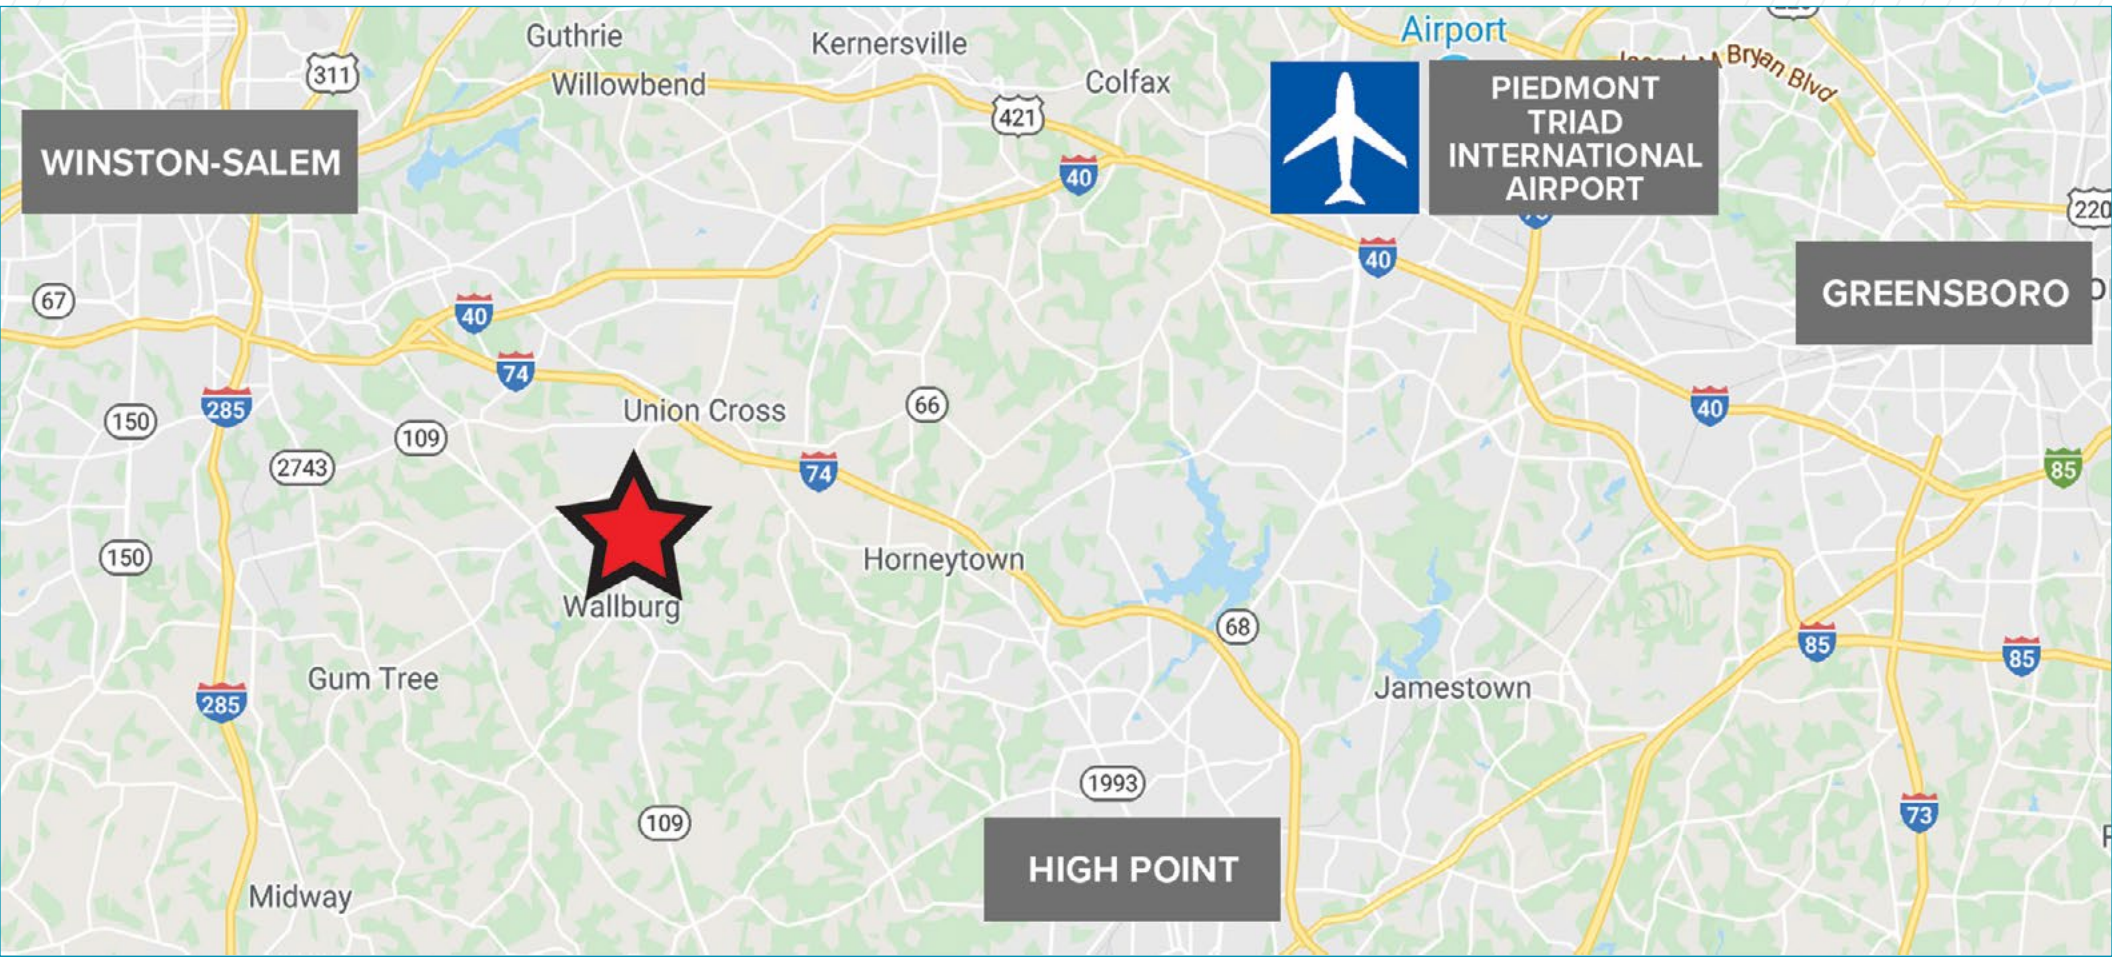 Guthrie
Kernersville
Airport
Bryan Blvd
311
Willowbend
Colfax
421
PIEDMONT
TRIAD
INTERNATIONAL
AIRPORT
WINSTON-SALEM
40
220
40
GREENSBORO
67
40
74
285
150
Union Cross
66
40
109
2743
74
85
150
Horneytown
Wallburg
68
85
85
Gum Tree
Jamestown
285
1993
73
109
HIGH POINT
Midway